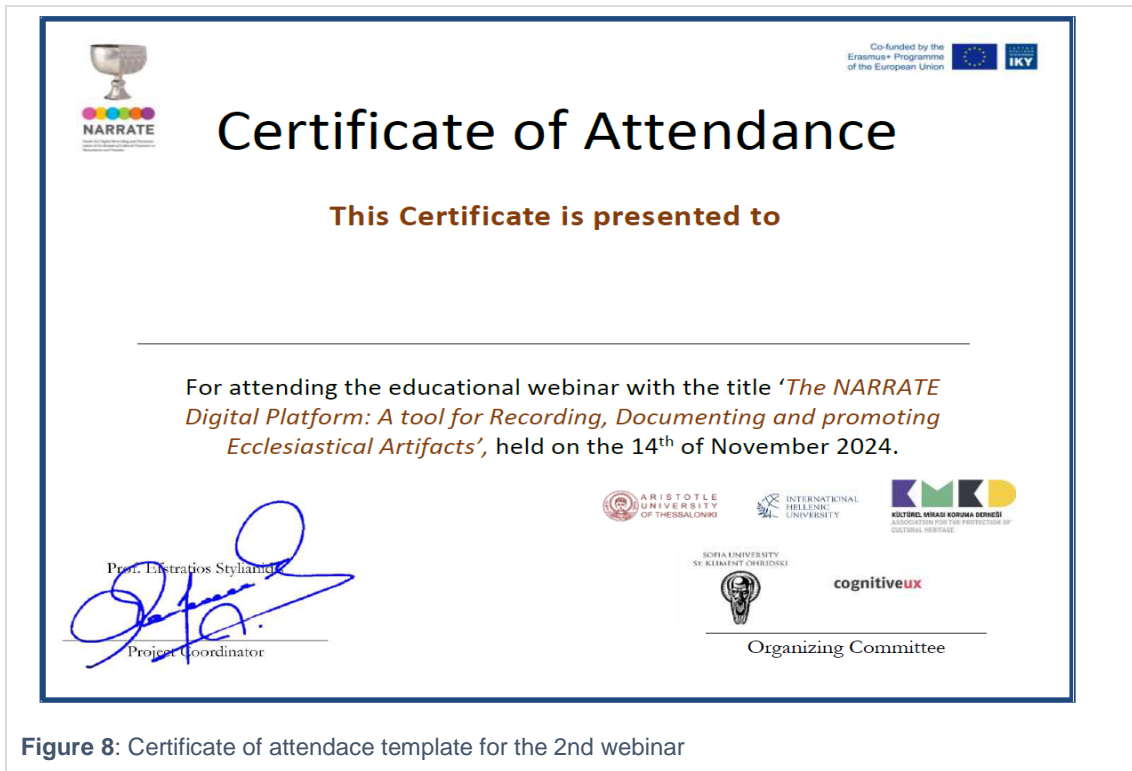 Co-funded by the
Erasmus+ Programme
of the European Union
IKY
NARRATE
Certificate of Attendance
This Certificate is presented to
For attending the educational webinar with the title ‘The NARRATE
Digital Platform: A tool for Recording, Documenting and promoting
Ecclesiastical Artifacts’, held on the 14th of November 2024.
ARISTOTLE
UNIVERSITY
OF THESSALONIKI
INTERNATIONAL
HELLENIC
UNIVERSITY
KMKD
KÜLTÜREL MİRASI KORUMA DERNEĞİ
ASSOCIATION FOR THE PROTECTION OF
CULTURAL HERITAGE
SOFIA UNIVERSITY
ST. KLIMENT OHRIDSKI
cognitiveux
Prof. Efstratios Stylianidis
Project Coordinator
Organizing Committee
Figure 8: Certificate of attendace template for the 2nd webinar